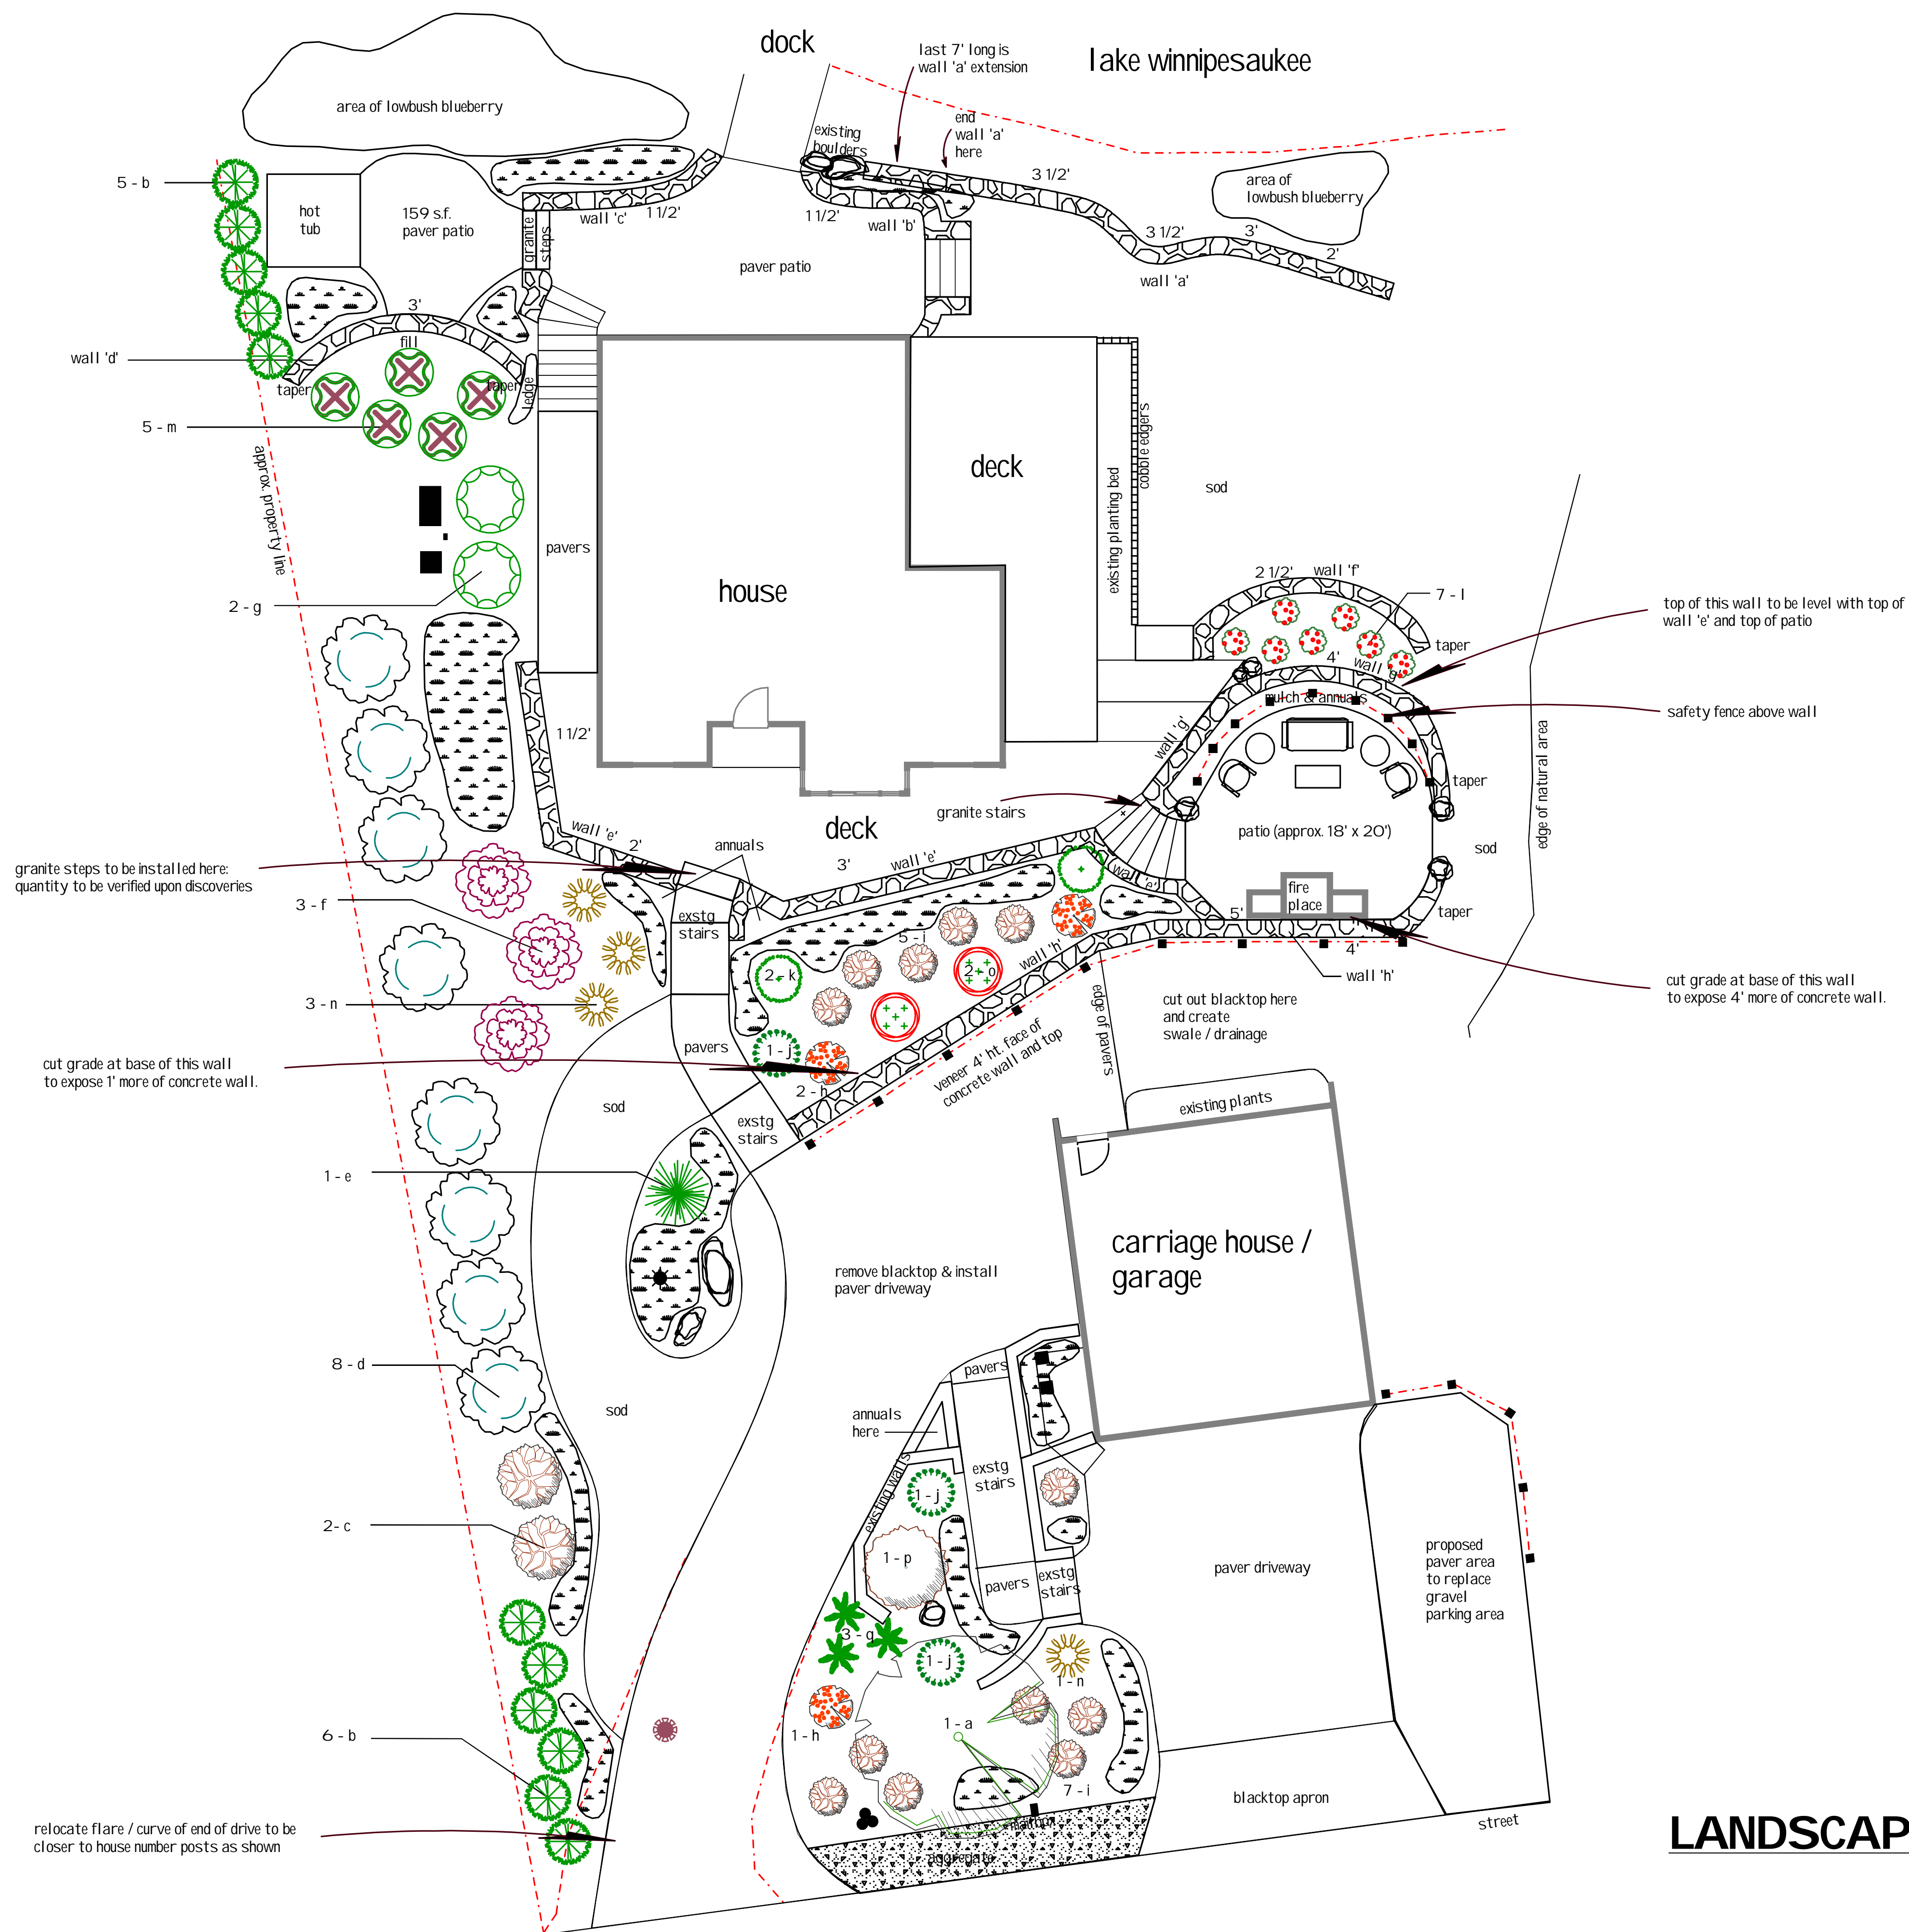 dock
last 7' long is
wall 'a' extension
lake winnipesaukee
area of lowbush blueberry
end
wall 'a'
here
existing
boulders
3 1/2'
area of
lowbush blueberry
5 - b
hot
tub
159 s.f.
paver patio
granite
steps
wall 'c'
1 1/2'
1 1/2'
wall 'b'
3 1/2'
3'
2'
wall 'a'
paver patio
3'
fill
wall 'd'
taper
taper
ledge
5 - m
approx. property line
deck
existing planting bed
cobble edgers
sod
pavers
house
2 - g
2 1/2'
wall 'f'
7 - l
top of this wall to be level with top of
wall 'e' and top of patio
taper
4'
wall 'g'
mulch & annuals
safety fence above wall
1 1/2'
wall 'g'
edge of natural area
taper
granite stairs
deck
patio (approx. 18' x 20')
sod
wall 'e'
2'
annuals
3'
wall 'e'
wall 'e'
granite steps to be installed here:
quantity to be verified upon discoveries
3 - f
fire
place
5'
taper
exstg
stairs
5 - i
wall 'h'
4'
wall 'h'
2 - k
2 - o
cut grade at base of this wall
to expose 4' more of concrete wall.
3 - n
edge of pavers
cut out blacktop here
and create
swale / drainage
pavers
1 - j
veneer 4' ht. face of
concrete wall and top
cut grade at base of this wall
to expose 1' more of concrete wall.
2 - h
sod
exstg
stairs
existing plants
1 - e
carriage house /
garage
remove blacktop & install
paver driveway
8 - d
pavers
sod
annuals
here
existing walls
exstg
stairs
1 - j
2 - c
1 - p
pavers
exstg
stairs
paver driveway
proposed
paver area
to replace
gravel
parking area
3 - q
1 - j
1 - n
6 - b
1 - h
1 - a
7 - i
blacktop apron
street
aggregate
relocate flare / curve of end of drive to be
closer to house number posts as shown
LANDSCAP